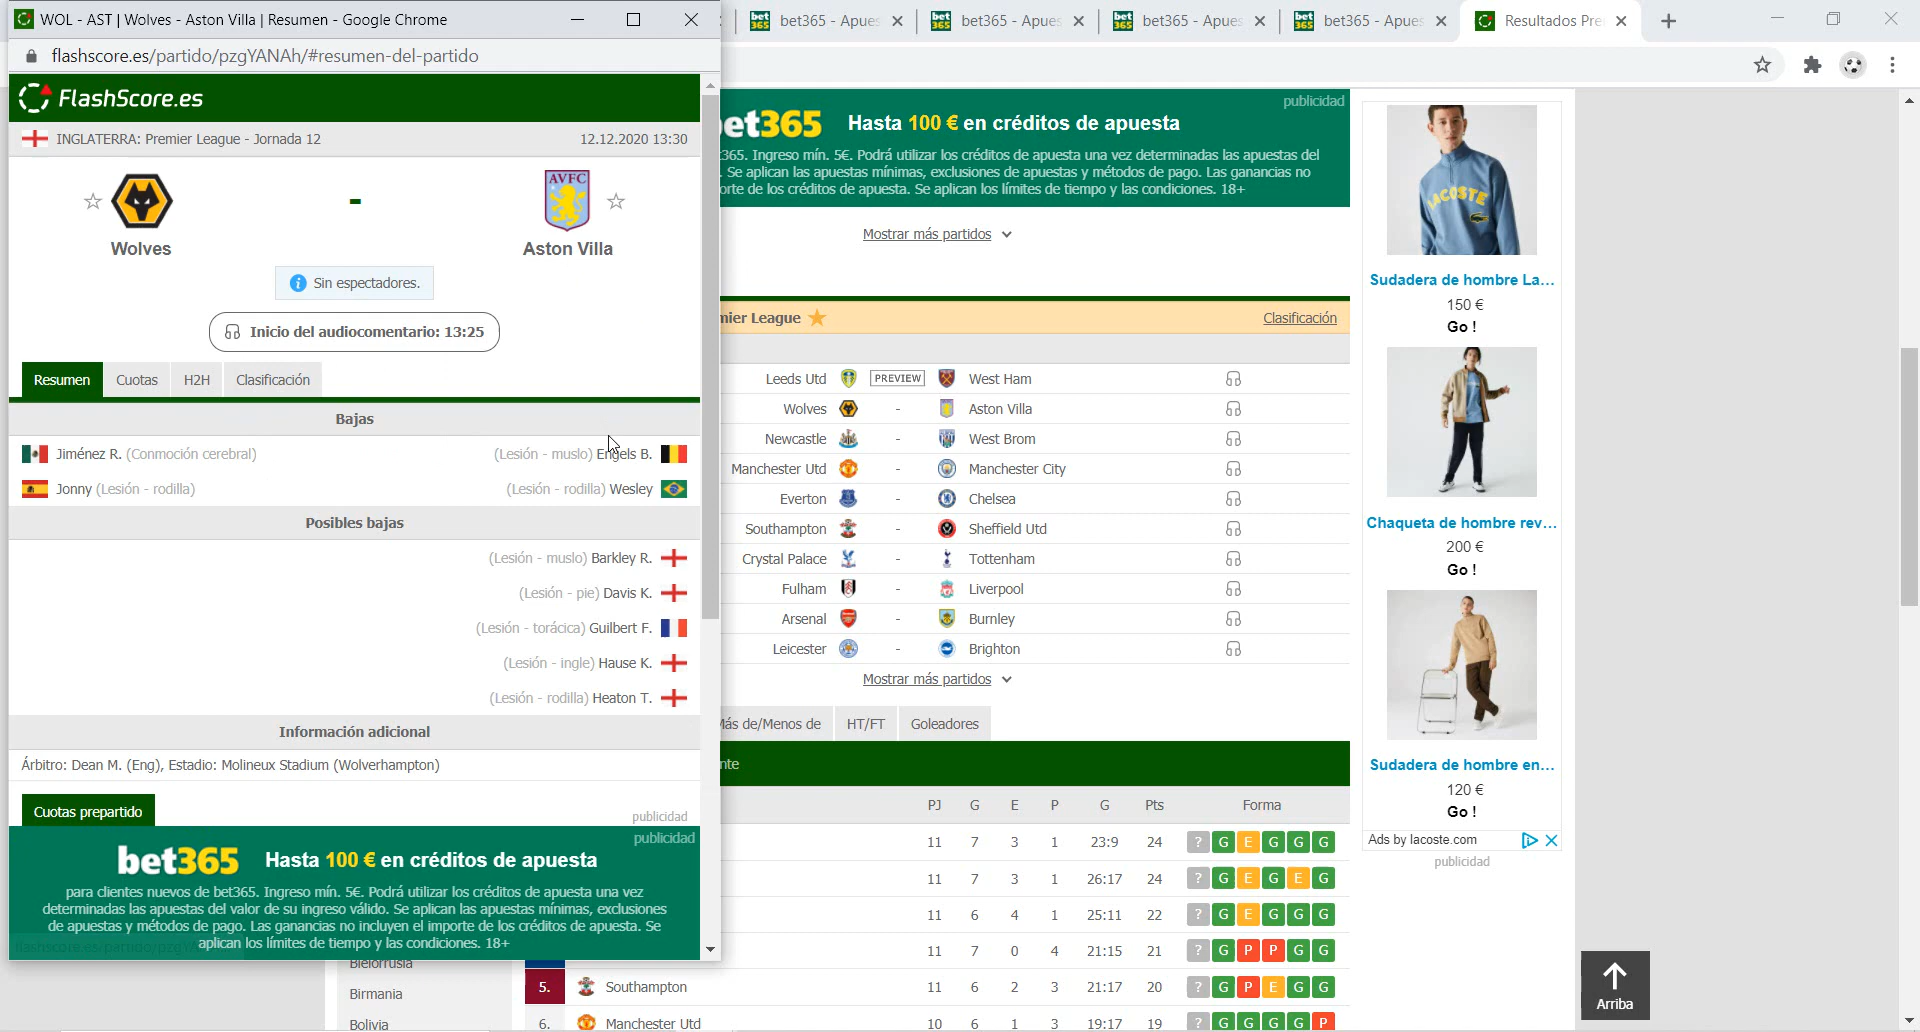 WOL - AST | Wolves - Aston Villa | Resumen - Google Chrome
flashscore.es/partido/pzgYANAh/#resumen-del-partido
FlashScore.es
INGLATERRA: Premier League - Jornada 12 12.12.2020 13:30
AVFC
-
Wolves Aston Villa
Sin espectadores.
Inicio del audiocomentario: 13:25
Resumen Cuotas H2H Clasificación
Bajas
Jiménez R. (Conmoción cerebral) (Lesión - muslo) Engels B.
Jonny (Lesión - rodilla) (Lesión - rodilla) Wesley
Posibles bajas
(Lesión - muslo) Barkley R.
(Lesión - pie) Davis K.
(Lesión - torácica) Guilbert F.
(Lesión - ingle) Hause K.
(Lesión - rodilla) Heaton T.
Información adicional
Árbitro: Dean M. (Eng), Estadio: Molineux Stadium (Wolverhampton)
Cuotas prepartido publicidad
publicidad
bet365 Hasta 100 € en créditos de apuesta
para clientes nuevos de bet365. Ingreso mín. 5€. Podrá utilizar los créditos de apuesta una vez
determinadas las apuestas del valor de su ingreso válido. Se aplican las apuestas mínimas, exclusiones
de apuestas y métodos de pago. Las ganancias no incluyen el importe de los créditos de apuesta. Se
aplican los límites de tiempo y las condiciones. 18+
bet365 - Apues bet365 - Apues bet365 - Apues bet365 - Apues Resultados Pre
publicidad
et365 Hasta 100 € en créditos de apuesta
365. Ingreso mín. 5€. Podrá utilizar los créditos de apuesta una vez determinadas las apuestas del
. Se aplican las apuestas mínimas, exclusiones de apuestas y métodos de pago. Las ganancias no
orte de los créditos de apuesta. Se aplican los límites de tiempo y las condiciones. 18+
Mostrar más partidos
mier League Clasificación
Leeds Utd PREVIEW West Ham
Wolves - Aston Villa
Newcastle - West Brom
Manchester Utd - Manchester City
Everton - Chelsea
Southampton - Sheffield Utd
Crystal Palace - Tottenham
Fulham - Liverpool
Arsenal - Burnley
Leicester - Brighton
Mostrar más partidos
Más de/Menos de HT/FT Goleadores
nte
PJ G E P G Pts Forma
11 7 3 1 23:9 24 ? G E G G G
11 7 3 1 26:17 24 ? G E G E G
11 6 4 1 25:11 22 ? G E G G G
11 7 0 4 21:15 21 ? G P P G G
5. Southampton 11 6 2 3 21:17 20 ? G P E G G
6. Manchester Utd 10 6 1 3 19:17 19 ? G G G G P
Bielorrusia
Birmania
Bolivia
LACOSTE
Sudadera de hombre La...
150 €
Go !
Chaqueta de hombre rev...
200 €
Go !
Sudadera de hombre en...
120 €
Go !
Ads by lacoste.com
publicidad
Arriba